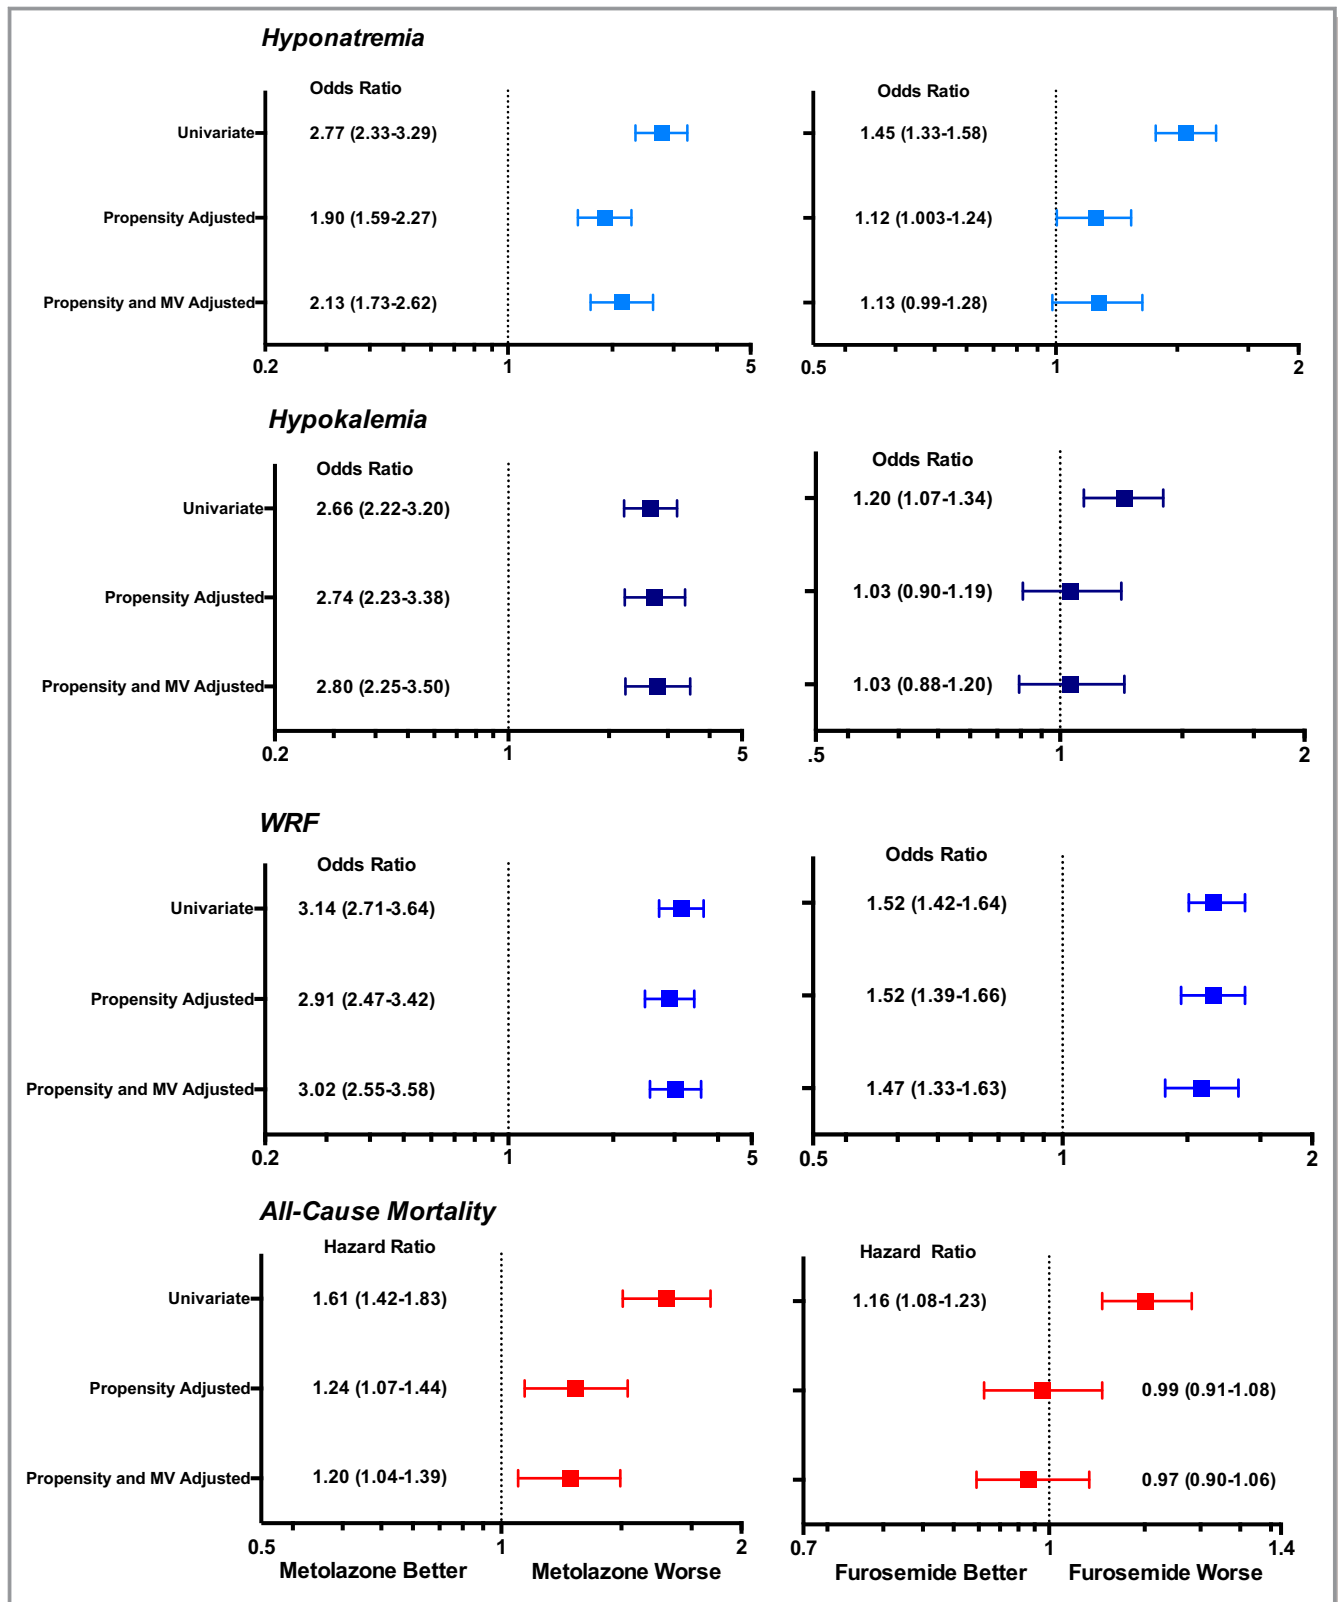 Hyponatremia
Odds Ratio Odds Ratio
Univariate 2.77 (2.33-3.29) 1.45 (1.33-1.58)
Propensity Adjusted 1.90 (1.59-2.27) 1.12 (1.003-1.24)
Propensity and MV Adjusted 2.13 (1.73-2.62) 1.13 (0.99-1.28)
0.2 1 5 0.5 1 2
Hypokalemia
Odds Ratio Odds Ratio
Univariate 2.66 (2.22-3.20) 1.20 (1.07-1.34)
Propensity Adjusted 2.74 (2.23-3.38) 1.03 (0.90-1.19)
Propensity and MV Adjusted 2.80 (2.25-3.50) 1.03 (0.88-1.20)
0.2 1 5 .5 1 2
WRF
Odds Ratio Odds Ratio
Univariate 3.14 (2.71-3.64) 1.52 (1.42-1.64)
Propensity Adjusted 2.91 (2.47-3.42) 1.52 (1.39-1.66)
Propensity and MV Adjusted 3.02 (2.55-3.58) 1.47 (1.33-1.63)
0.2 1 5 0.5 1 2
All-Cause Mortality
Hazard Ratio Hazard Ratio
Univariate 1.61 (1.42-1.83) 1.16 (1.08-1.23)
Propensity Adjusted 1.24 (1.07-1.44) 0.99 (0.91-1.08)
Propensity and MV Adjusted 1.20 (1.04-1.39) 0.97 (0.90-1.06)
0.5 1 2 0.7 1 1.4
Metolazone Better Metolazone Worse Furosemide Better Furosemide Worse